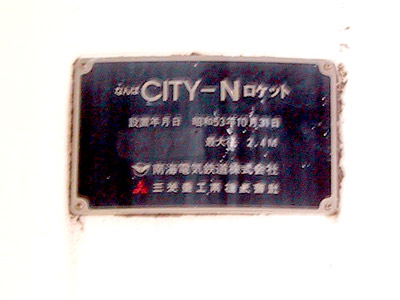 なんば CITY-N ロケット
設置年月日 昭和53年10月31日
最大径 2.4M
南海電気鉄道株式会社
三菱重工業株式会社